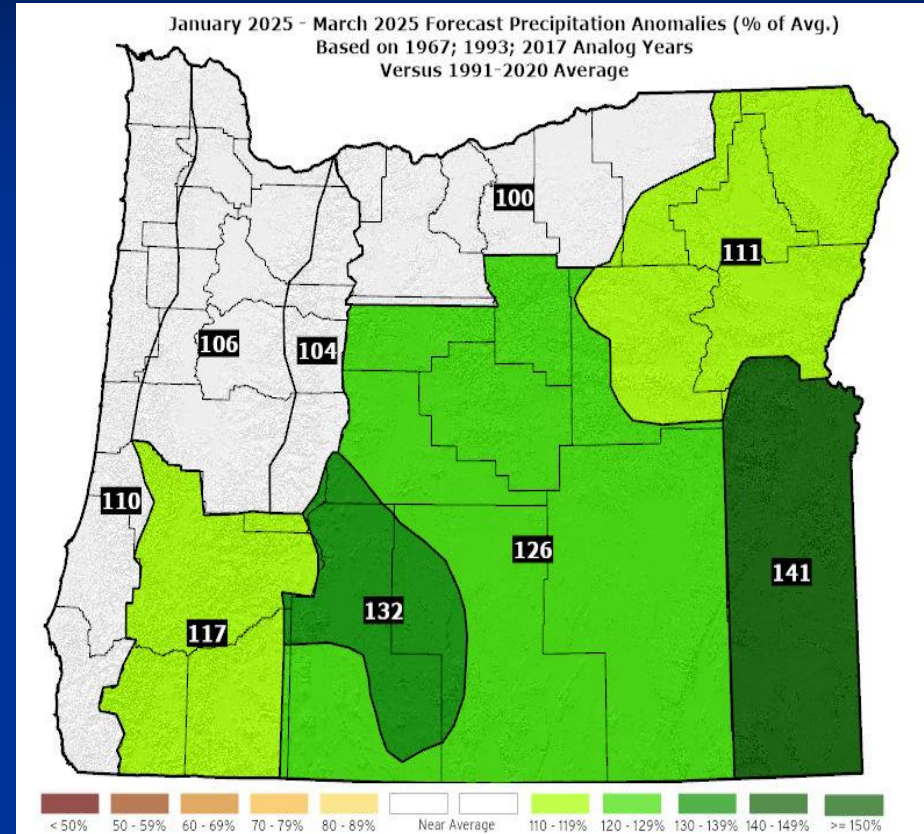 January 2025 - March 2025 Forecast Precipitation Anomalies (% of Avg.)
Based on 1967; 1993; 2017 Analog Years
Versus 1991-2020 Average
100
111
106
104
110
126
141
132
117
< 50%
50 - 59%
60 - 69%
70 - 79%
80 - 89%
Near Average
110 - 119%
120 - 129%
130 - 139%
140 - 149%
>= 150%